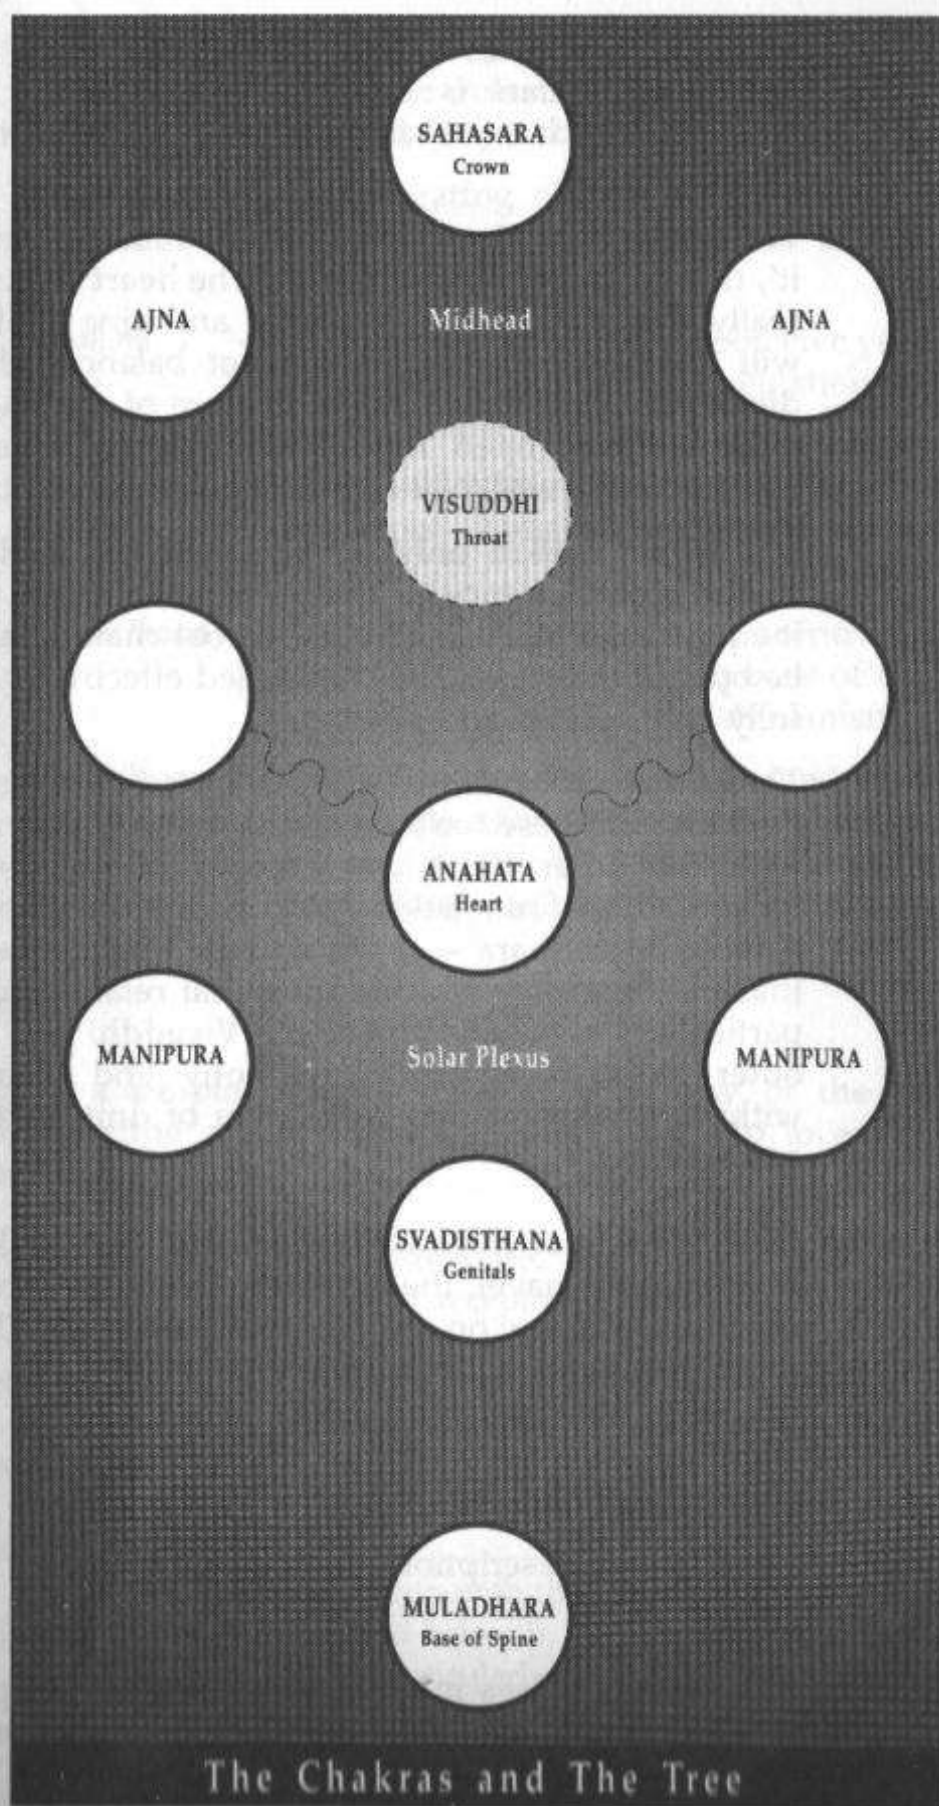 SAHASARA
Crown
AJNA
Midhead
AJNA
VISUDDHI
Throat
ANAHATA
Heart
MANIPURA
Solar Plexus
MANIPURA
SVADISTHANA
Genitals
MULADHARA
Base of Spine
The Chakras and The Tree